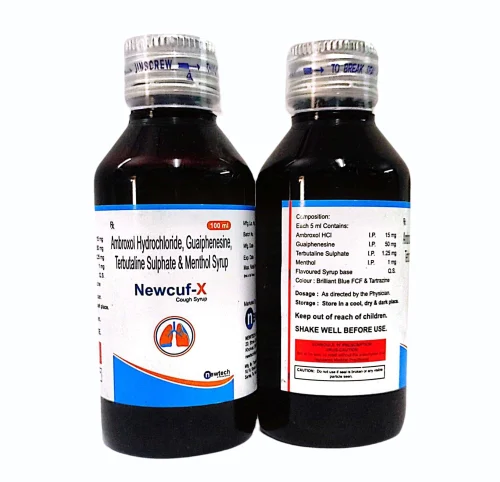 UNSCREW
TO BREAK
Rx
100 ml
Ambroxol Hydrochloride, Guaiphenesine,
Terbutaline Sulphate & Menthol Syrup
Newcuf-X
Cough Syrup
newtech
Composition:
Each 5 ml Contains:
Ambroxol HCl I.P. 15 mg
Guaiphenesine I.P. 50 mg
Terbutaline Sulphate I.P. 1.25 mg
Menthol I.P. 1 mg
Flavoured Syrup base Q.S.
Colour : Brilliant Blue FCF & Tartrazine
Dosage : As directed by the Physician.
Storage : Store in a cool, dry & dark place.
Keep out of reach of children.
SHAKE WELL BEFORE USE.
CAUTION: Do not use if seal is broken or any visible
particle seen.